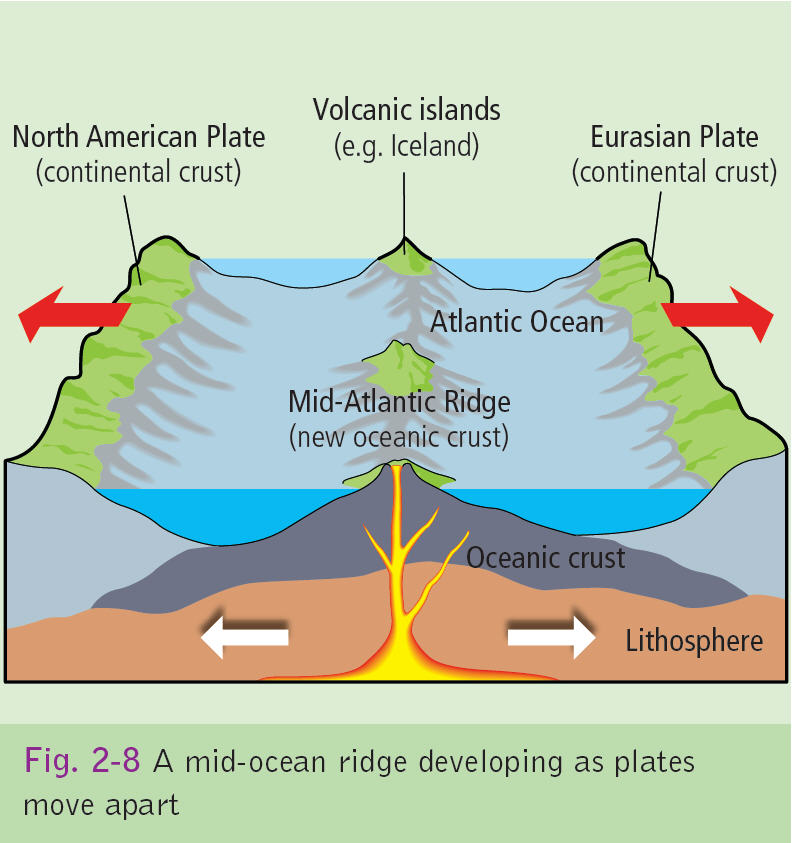 Volcanic islands
(e.g. Iceland)
North American Plate
(continental crust)
Eurasian Plate
(continental crust)
Atlantic Ocean
Mid-Atlantic Ridge
(new oceanic crust)
Oceanic crust
Lithosphere
Fig. 2-8 A mid-ocean ridge developing as plates
move apart